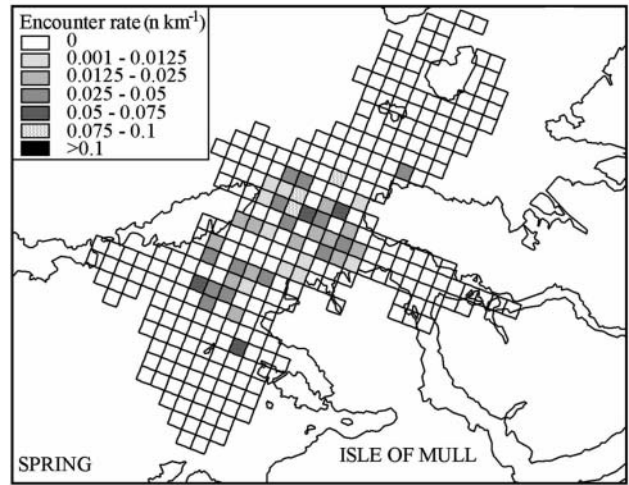 Encounter rate (n km⁻¹)
0
0.001 - 0.0125
0.0125 - 0.025
0.025 - 0.05
0.05 - 0.075
0.075 - 0.1
>0.1
SPRING
ISLE OF MULL